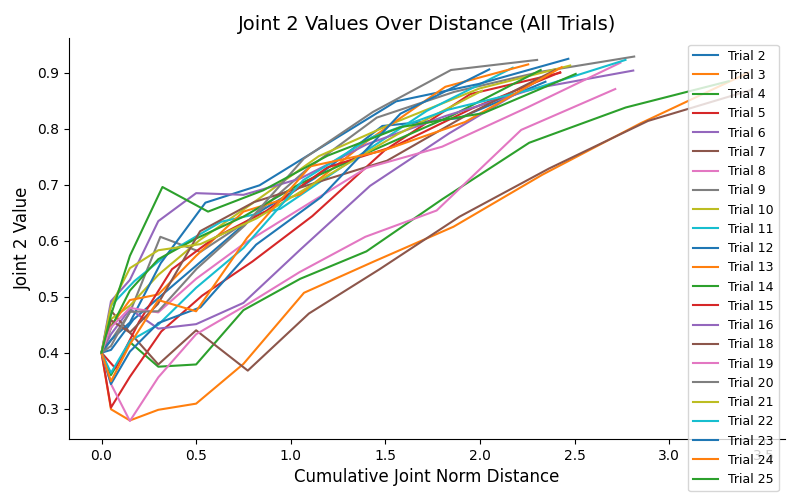 Joint 2 Values Over Distance (All Trials)
Joint 2 Value
0.9
0.8
0.7
0.6
0.5
0.4
0.3
0.0 0.5 1.0 1.5 2.0 2.5 3.0 3.5
Cumulative Joint Norm Distance
Trial 2
Trial 3
Trial 4
Trial 5
Trial 6
Trial 7
Trial 8
Trial 9
Trial 10
Trial 11
Trial 12
Trial 13
Trial 14
Trial 15
Trial 16
Trial 18
Trial 19
Trial 20
Trial 21
Trial 22
Trial 23
Trial 24
Trial 25